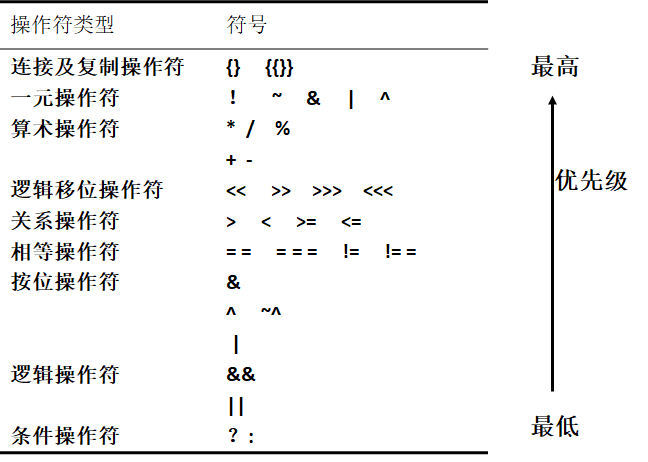 操作符类型 符号
连接及复制操作符 {} {{}} 最高
一元操作符 ! ~ & | ^
算术操作符 * / %
+ -
优先级
逻辑移位操作符 << >> >>> <<<
关系操作符 > < >= <=
相等操作符 == === != !==
按位操作符 &
^ ~^
|
逻辑操作符 &&
||
最低
条件操作符 ? :